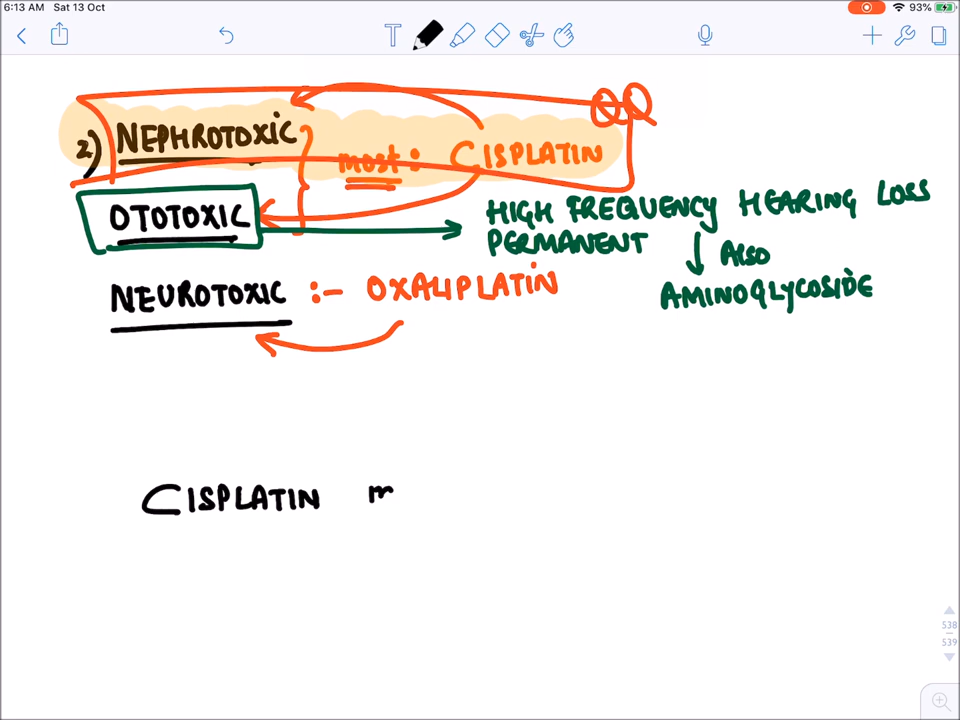 6:13 AM Sat 13 Oct 93%
T
2) NEPHROTOXIC
QQ
most: CISPLATIN
OTOTOXIC
HIGH FREQUENCY HEARING LOSS
PERMANENT
ALSO
AMINOGLYCOSIDE
NEUROTOXIC :- OXALIPLATIN
CISPLATIN m
538
539